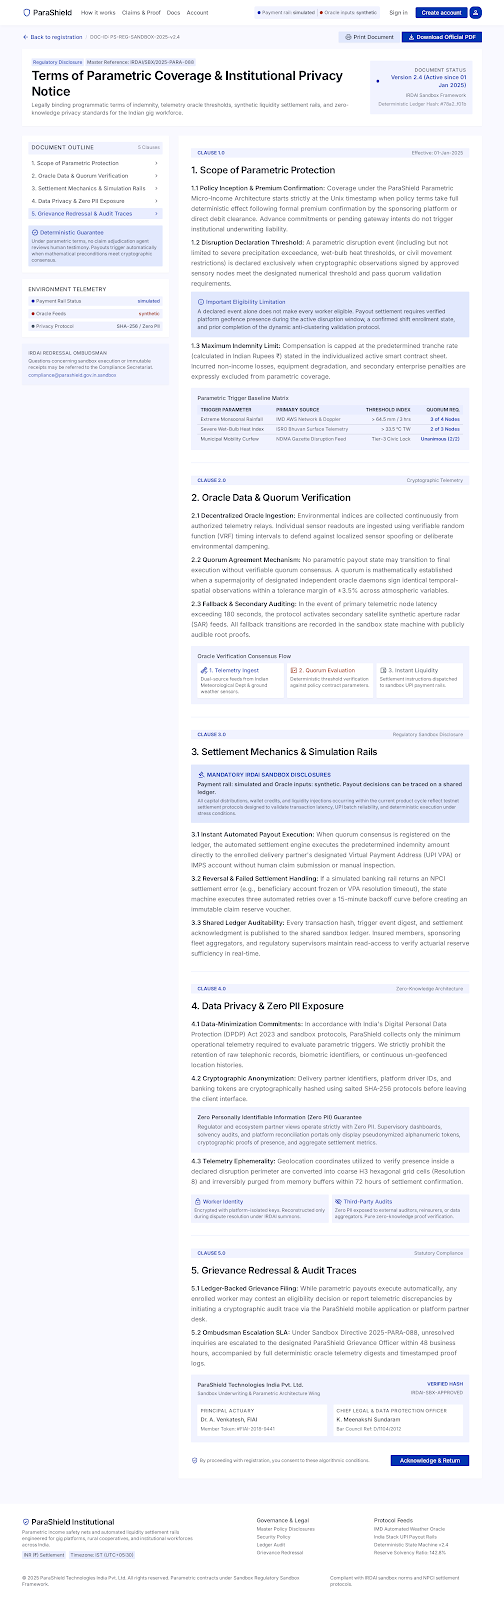 ParaShield
How it works
Claims & Proof
Docs
Account
Payment rail: simulated
Oracle inputs: synthetic
Sign in
Create account
← Back to registration / DOC-ID: PS-REG-SANDBOX-2025-v2.4
Print Document
Download Official PDF
Regulatory Disclosure
Master Reference: IRDAI/SBX/2025-PARA-088
Terms of Parametric Coverage & Institutional Privacy
Notice
Legally binding programmatic terms of indemnity, telemetry oracle thresholds, synthetic liquidity settlement rails, and zero-
knowledge privacy standards for the Indian gig workforce.
DOCUMENT STATUS
Version 2.4 (Active since 01
Jan 2025)
IRDAI Sandbox Framework
Deterministic Ledger Hash: #78a2..f01b
DOCUMENT OUTLINE
5 Clauses
1. Scope of Parametric Protection
2. Oracle Data & Quorum Verification
3. Settlement Mechanics & Simulation Rails
4. Data Privacy & Zero PII Exposure
5. Grievance Redressal & Audit Traces
Deterministic Guarantee
Under parametric terms, no claim adjudication agent
reviews human testimony. Payouts trigger automatically
when mathematical preconditions meet cryptographic
consensus.
ENVIRONMENT TELEMETRY
Payment Rail Status simulated
Oracle Feeds synthetic
Privacy Protocol SHA-256 / Zero PII
IRDAI REDRESSAL OMBUDSMAN
Questions concerning sandbox execution or immutable
receipts may be referred to the Compliance Secretariat.
compliance@parashield.gov.in.sandbox
CLAUSE 1.0
Effective: 01-Jan-2025
1. Scope of Parametric Protection
1.1 Policy Inception & Premium Confirmation: Coverage under the ParaShield Parametric
Micro-Income Architecture starts strictly at the Unix timestamp when policy terms take full
deterministic effect following formal premium confirmation by the sponsoring platform or
direct debit clearance. Advance commitments or pending gateway intents do not trigger
institutional underwriting liability.
1.2 Disruption Declaration Threshold: A parametric disruption event (including but not
limited to severe precipitation exceedance, wet-bulb heat thresholds, or civil movement
restrictions) is declared exclusively when cryptographic observations signed by approved
sensory nodes meet the designated numerical threshold and pass quorum validation
requirements.
Important Eligibility Limitation
A declared event alone does not make every worker eligible. Payout settlement requires verified
platform geofence presence during the active disruption window, a confirmed shift enrollment state,
and prior completion of the dynamic anti-clustering validation protocol.
1.3 Maximum Indemnity Limit: Compensation is capped at the predetermined tranche rate
(calculated in Indian Rupees ₹) stated in the individualized active smart contract sheet.
Incurred non-income losses, equipment degradation, and secondary enterprise penalties are
expressly excluded from parametric coverage.
Parametric Trigger Baseline Matrix
TRIGGER PARAMETER PRIMARY SOURCE THRESHOLD INDEX QUORUM REQ.
Extreme Monsoonal Rainfall IMD AWS Network & Doppler > 64.5 mm / 3 hrs 3 of 4 Nodes
Severe Wet-Bulb Heat Index ISRO Bhuvan Surface Telemetry > 33.5 °C TW 2 of 3 Nodes
Municipal Mobility Curfew NDMA Gazette Disruption Feed Tier-3 Civic Lock Unanimous (2/2)
CLAUSE 2.0
Cryptographic Telemetry
2. Oracle Data & Quorum Verification
2.1 Decentralized Oracle Ingestion: Environmental indices are collected continuously from
authorized telemetry relays. Individual sensor readouts are ingested using verifiable random
function (VRF) timing intervals to defend against localized sensor spoofing or deliberate
environmental dampening.
2.2 Quorum Agreement Mechanism: No parametric payout state may transition to final
execution without verifiable quorum consensus. A quorum is mathematically established
when a supermajority of designated independent oracle daemons sign identical temporal-
spatial observations within a tolerance margin of ±3.5% across atmospheric variables.
2.3 Fallback & Secondary Auditing: In the event of primary telemetric node latency
exceeding 180 seconds, the protocol activates secondary satellite synthetic aperture radar
(SAR) feeds. All fallback transitions are recorded in the sandbox state machine with publicly
audible root proofs.
Oracle Verification Consensus Flow
1. Telemetry Ingest
Dual-source feeds from Indian
Meteorological Dept & ground
weather sensors.
2. Quorum Evaluation
Deterministic threshold verification
against policy contract parameters.
3. Instant Liquidity
Settlement instructions dispatched
to sandbox UPI payment rails.
CLAUSE 3.0
Regulatory Sandbox Disclosure
3. Settlement Mechanics & Simulation Rails
MANDATORY IRDAI SANDBOX DISCLOSURES
Payment rail: simulated and Oracle inputs: synthetic. Payout decisions can be traced on a shared
ledger.
All capital distributions, wallet credits, and liquidity injections occurring within the current product cycle reflect testnet
settlement protocols designed to validate transaction latency, UPI batch reliability, and deterministic execution under
stress conditions.
3.1 Instant Automated Payout Execution: When quorum consensus is registered on the
ledger, the automated settlement engine executes the predetermined indemnity amount
directly to the enrolled delivery partner's designated Virtual Payment Address (UPI VPA) or
IMPS account without human claim submission or manual inspection.
3.2 Reversal & Failed Settlement Handling: If a simulated banking rail returns an NPCI
settlement error (e.g., beneficiary account frozen or VPA resolution timeout), the state
machine executes three automated retries over a 15-minute backoff curve before creating an
immutable claim reserve voucher.
3.3 Shared Ledger Auditability: Every transaction hash, trigger event digest, and settlement
acknowledgment is published to the shared sandbox ledger. Insured members, sponsoring
fleet aggregators, and regulatory supervisors maintain read-access to verify actuarial reserve
sufficiency in real-time.
CLAUSE 4.0
Zero-Knowledge Architecture
4. Data Privacy & Zero PII Exposure
4.1 Data-Minimization Commitments: In accordance with India's Digital Personal Data
Protection (DPDP) Act 2023 and sandbox protocols, ParaShield collects only the minimum
operational telemetry required to evaluate parametric triggers. We strictly prohibit the
retention of raw telephonic records, biometric identifiers, or continuous un-geofenced
location histories.
4.2 Cryptographic Anonymization: Delivery partner identifiers, platform driver IDs, and
banking tokens are cryptographically hashed using salted SHA-256 protocols before leaving
the client interface.
Zero Personally Identifiable Information (Zero PII) Guarantee
Regulator and ecosystem partner views operate strictly with Zero PII. Supervisory dashboards,
solvency audits, and platform reconciliation portals only display pseudonymized alphanumeric tokens,
cryptographic proofs of presence, and aggregate settlement metrics.
4.3 Telemetry Ephemerality: Geolocation coordinates utilized to verify presence inside a
declared disruption perimeter are converted into coarse H3 hexagonal grid cells (Resolution
8) and irreversibly purged from memory buffers within 72 hours of settlement confirmation.
Worker Identity
Encrypted with platform-isolated keys. Reconstructed only
during dispute resolution under IRDAI summons.
Third-Party Audits
Zero PII exposed to external auditors, reinsurers, or data
aggregators. Pure zero-knowledge proof verification.
CLAUSE 5.0
Statutory Compliance
5. Grievance Redressal & Audit Traces
5.1 Ledger-Backed Grievance Filing: While parametric payouts execute automatically, any
enrolled worker may contest an eligibility decision or report telemetric discrepancies by
initiating a cryptographic audit trace via the ParaShield mobile application or platform partner
desk.
5.2 Ombudsman Escalation SLA: Under Sandbox Directive 2025-PARA-088, unresolved
inquiries are escalated to the designated ParaShield Grievance Officer within 48 business
hours, accompanied by full deterministic oracle telemetry digests and timestamped proof
logs.
ParaShield Technologies India Pvt. Ltd.
Sandbox Underwriting & Parametric Architecture Wing
VERIFIED HASH
IRDAI-SBX-APPROVED
PRINCIPAL ACTUARY
Dr. A. Venkatesh, FIAI
Member Token: #FIAI-2018-9441
CHIEF LEGAL & DATA PROTECTION OFFICER
K. Meenakshi Sundaram
Bar Council Ref: D/1104/2012
By proceeding with registration, you consent to these algorithmic conditions.
Acknowledge & Return
ParaShield Institutional
Parametric income safety nets and automated liquidity settlement rails
engineered for gig platforms, rural cooperatives, and institutional workforces
across India.
INR (₹) Settlement
Timezone: IST (UTC+05:30)
Governance & Legal
Master Policy Disclosures
Security Policy
Ledger Audit
Grievance Redressal
Protocol Feeds
IMD Automated Weather Oracle
India Stack UPI Payout Rails
Deterministic State Machine v2.4
Reserve Solvency Ratio: 142.8%
© 2025 ParaShield Technologies India Pvt. Ltd. All rights reserved. Parametric contracts under Sandbox Regulatory Sandbox
Framework.
Compliant with IRDAI sandbox norms and NPCI settlement
protocols.